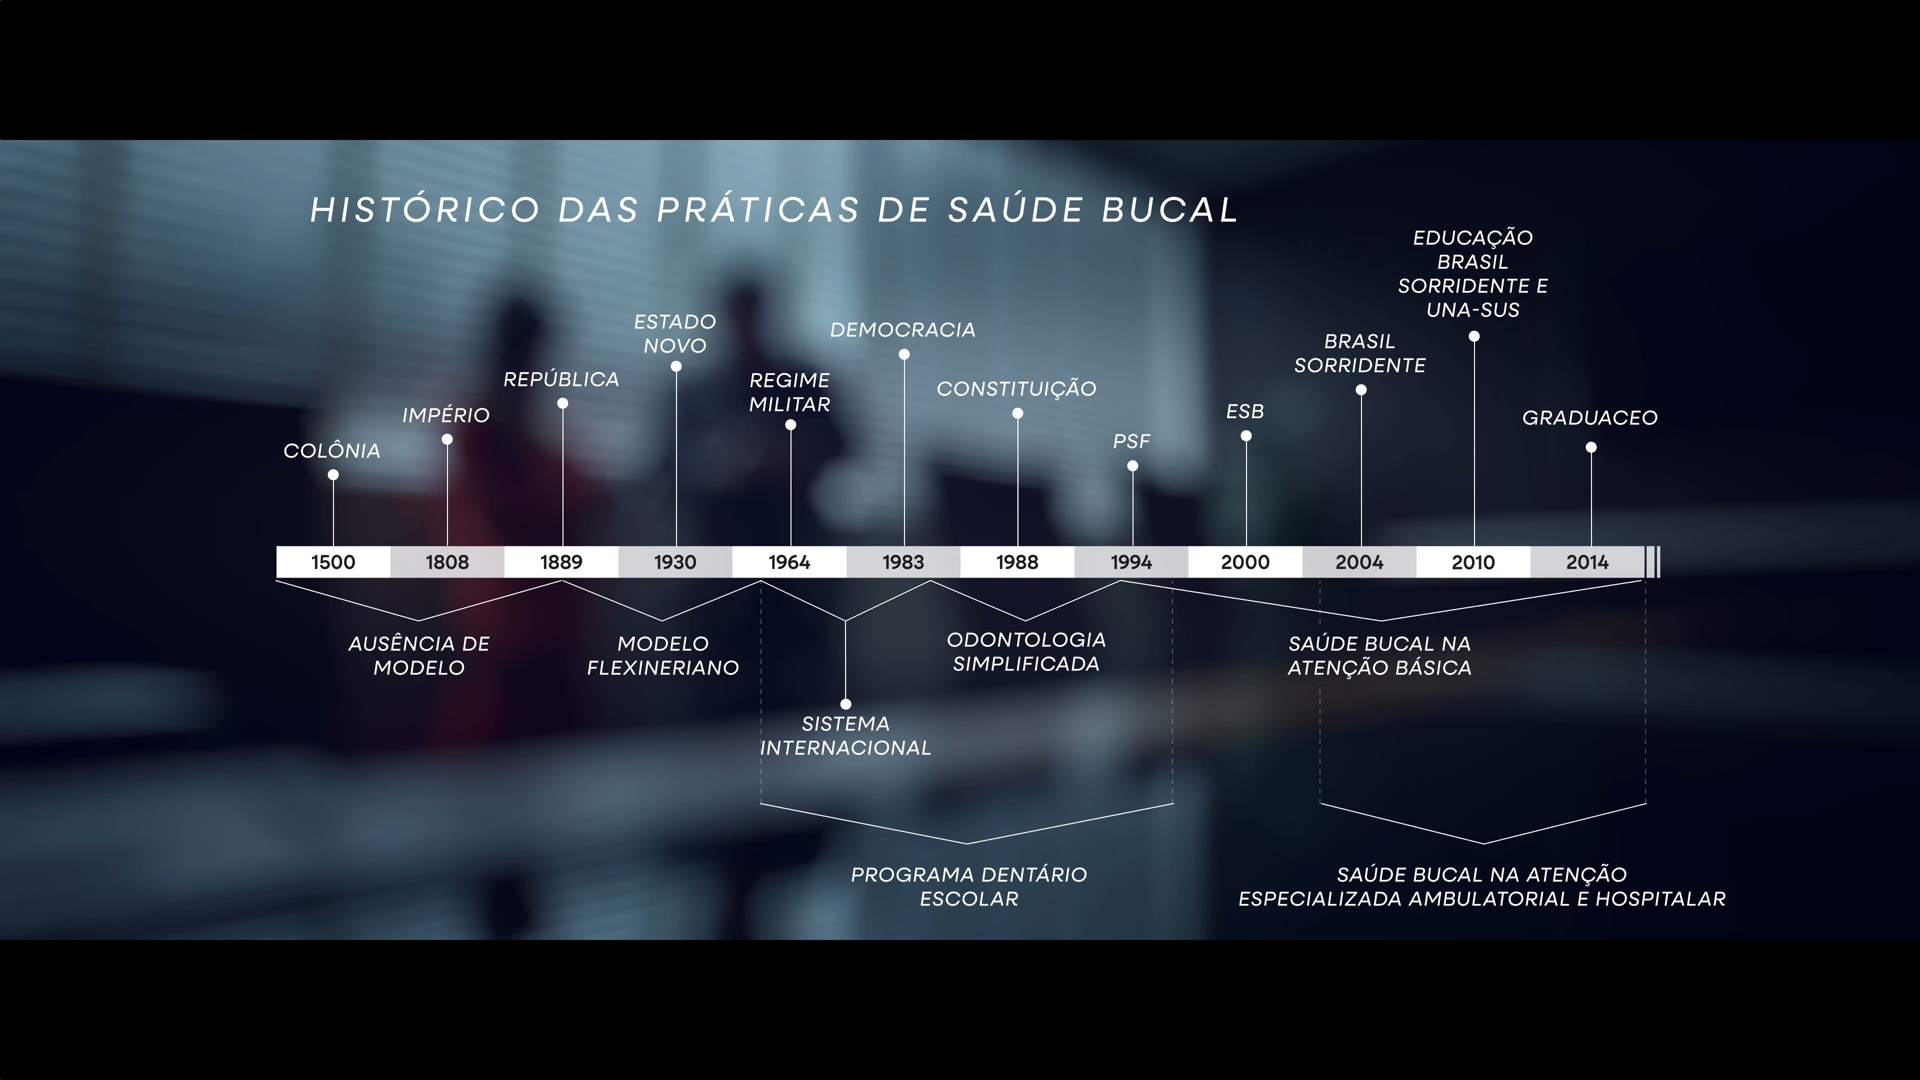 HISTÓRICO DAS PRÁTICAS DE SAÚDE BUCAL
COLÔNIA
IMPÉRIO
REPÚBLICA
ESTADO
NOVO
REGIME
MILITAR
DEMOCRACIA
CONSTITUIÇÃO
PSF
ESB
BRASIL
SORRIDENTE
EDUCAÇÃO
BRASIL
SORRIDENTE E
UNA-SUS
GRADUACEO
1500 1808 1889 1930 1964 1983 1988 1994 2000 2004 2010 2014
AUSÊNCIA DE
MODELO
MODELO
FLEXINERIANO
SISTEMA
INTERNACIONAL
ODONTOLOGIA
SIMPLIFICADA
SAÚDE BUCAL NA
ATENÇÃO BÁSICA
PROGRAMA DENTÁRIO
ESCOLAR
SAÚDE BUCAL NA ATENÇÃO
ESPECIALIZADA AMBULATORIAL E HOSPITALAR